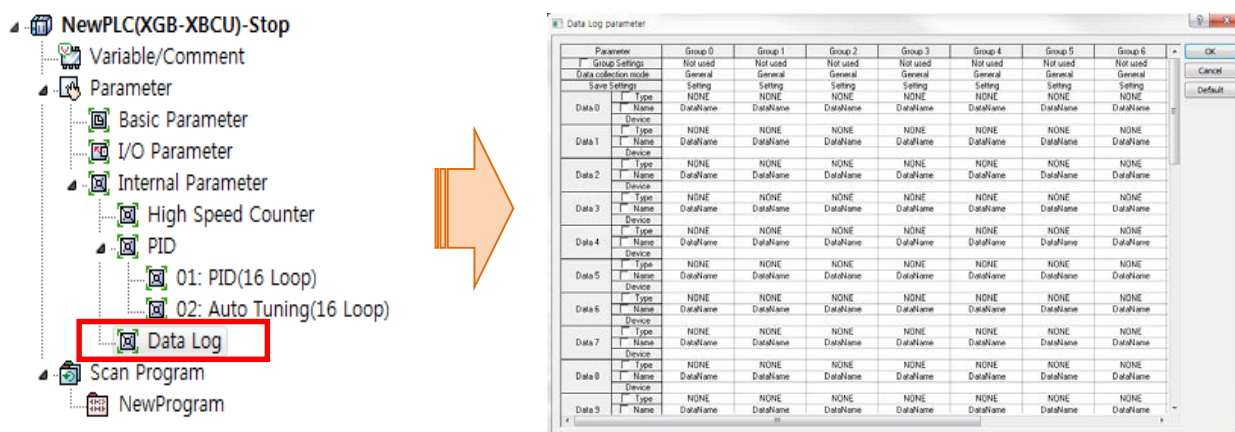 NewPLC(XGB-XBCU)-Stop
Variable/Comment
Parameter
Basic Parameter
I/O Parameter
Internal Parameter
High Speed Counter
PID
01: PID(16 Loop)
02: Auto Tuning(16 Loop)
Data Log
Scan Program
NewProgram
Data Log parameter
Parameter Group 0 Group 1 Group 2 Group 3 Group 4 Group 5 Group 6
Group Settings Not used Not used Not used Not used Not used Not used Not used
Data collection mode General General General General General General General
Save Settings Setting Setting Setting Setting Setting Setting Setting
Data 0 Type NONE NONE NONE NONE NONE NONE NONE
Name DataName DataName DataName DataName DataName DataName DataName
Device
Data 1 Type NONE NONE NONE NONE NONE NONE NONE
Name DataName DataName DataName DataName DataName DataName DataName
Device
Data 2 Type NONE NONE NONE NONE NONE NONE NONE
Name DataName DataName DataName DataName DataName DataName DataName
Device
Data 3 Type NONE NONE NONE NONE NONE NONE NONE
Name DataName DataName DataName DataName DataName DataName DataName
Device
Data 4 Type NONE NONE NONE NONE NONE NONE NONE
Name DataName DataName DataName DataName DataName DataName DataName
Device
Data 5 Type NONE NONE NONE NONE NONE NONE NONE
Name DataName DataName DataName DataName DataName DataName DataName
Device
Data 6 Type NONE NONE NONE NONE NONE NONE NONE
Name DataName DataName DataName DataName DataName DataName DataName
Device
Data 7 Type NONE NONE NONE NONE NONE NONE NONE
Name DataName DataName DataName DataName DataName DataName DataName
Device
Data 8 Type NONE NONE NONE NONE NONE NONE NONE
Name DataName DataName DataName DataName DataName DataName DataName
Device
Data 9 Type NONE NONE NONE NONE NONE NONE NONE
Name DataName DataName DataName DataName DataName DataName DataName
OK
Cancel
Default